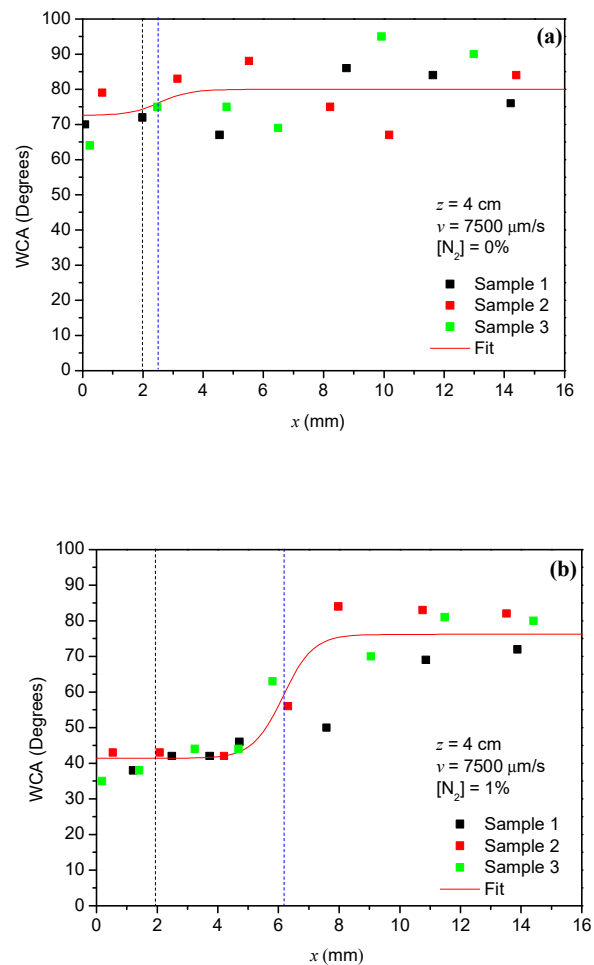 (a)
100
90
80
70
60
50
40
30
20
10
0
WCA (Degrees)
z = 4 cm
v = 7500 μm/s
[N₂] = 0%
Sample 1
Sample 2
Sample 3
Fit
0 2 4 6 8 10 12 14 16
x (mm)
(b)
100
90
80
70
60
50
40
30
20
10
0
WCA (Degrees)
z = 4 cm
v = 7500 μm/s
[N₂] = 1%
Sample 1
Sample 2
Sample 3
Fit
0 2 4 6 8 10 12 14 16
x (mm)